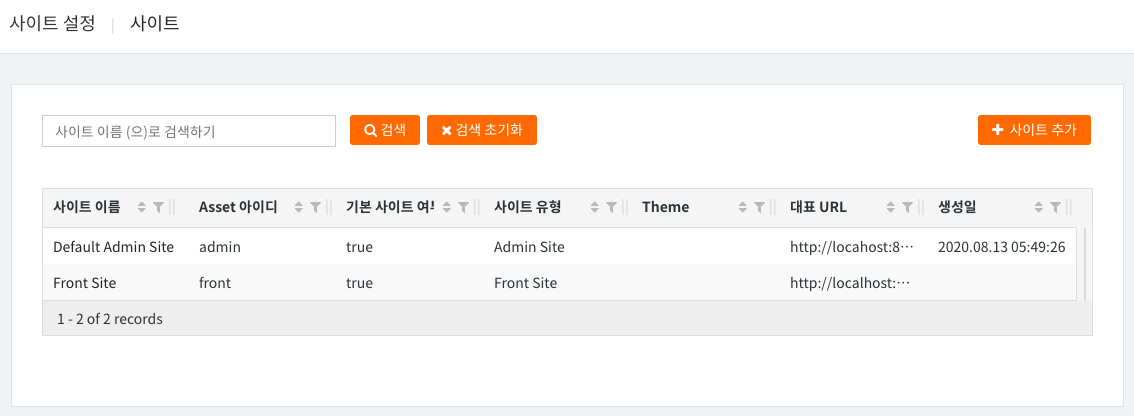 사이트 설정 | 사이트
사이트 이름 (으)로 검색하기 검색 검색 초기화 사이트 추가
사이트 이름 Asset 아이디 기본 사이트 여부 사이트 유형 Theme 대표 URL 생성일
Default Admin Site admin true Admin Site http://locahost:8··· 2020.08.13 05:49:26
Front Site front true Front Site http://localhost:···
1 - 2 of 2 records